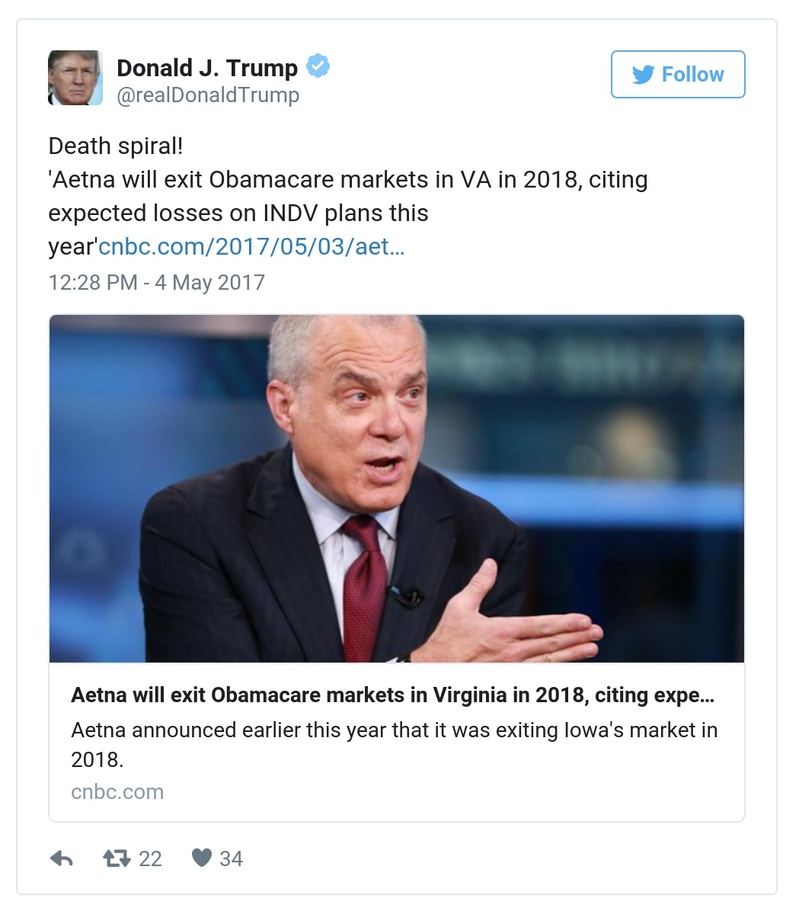 Donald J. Trump
@realDonaldTrump
Follow
Death spiral!
'Aetna will exit Obamacare markets in VA in 2018, citing
expected losses on INDV plans this
year'cnbc.com/2017/05/03/aet…
12:28 PM - 4 May 2017
Aetna will exit Obamacare markets in Virginia in 2018, citing expe…
Aetna announced earlier this year that it was exiting Iowa's market in
2018.
cnbc.com
22
34